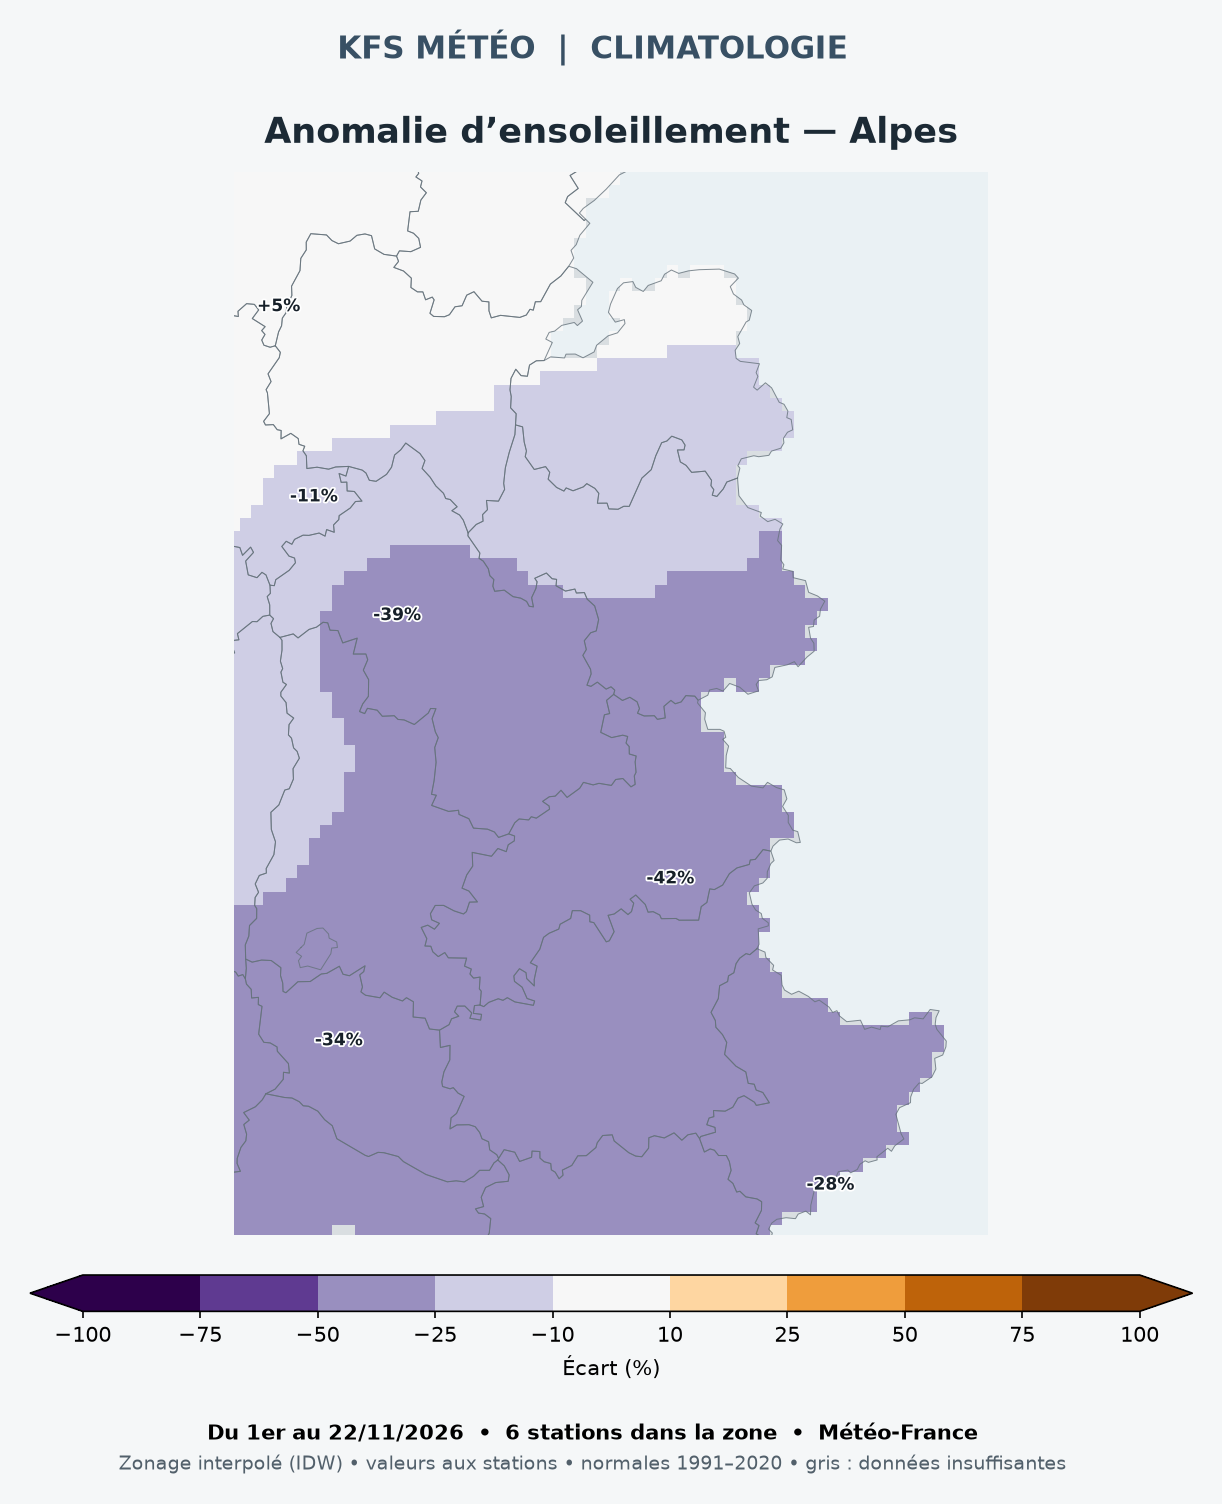 KFS MÉTÉO | CLIMATOLOGIE
Anomalie d’ensoleillement — Alpes
+5%
-11%
-39%
-42%
-34%
-28%
−100 −75 −50 −25 −10 10 25 50 75 100
Écart (%)
Du 1er au 22/11/2026 • 6 stations dans la zone • Météo-France
Zonage interpolé (IDW) • valeurs aux stations • normales 1991–2020 • gris : données insuffisantes